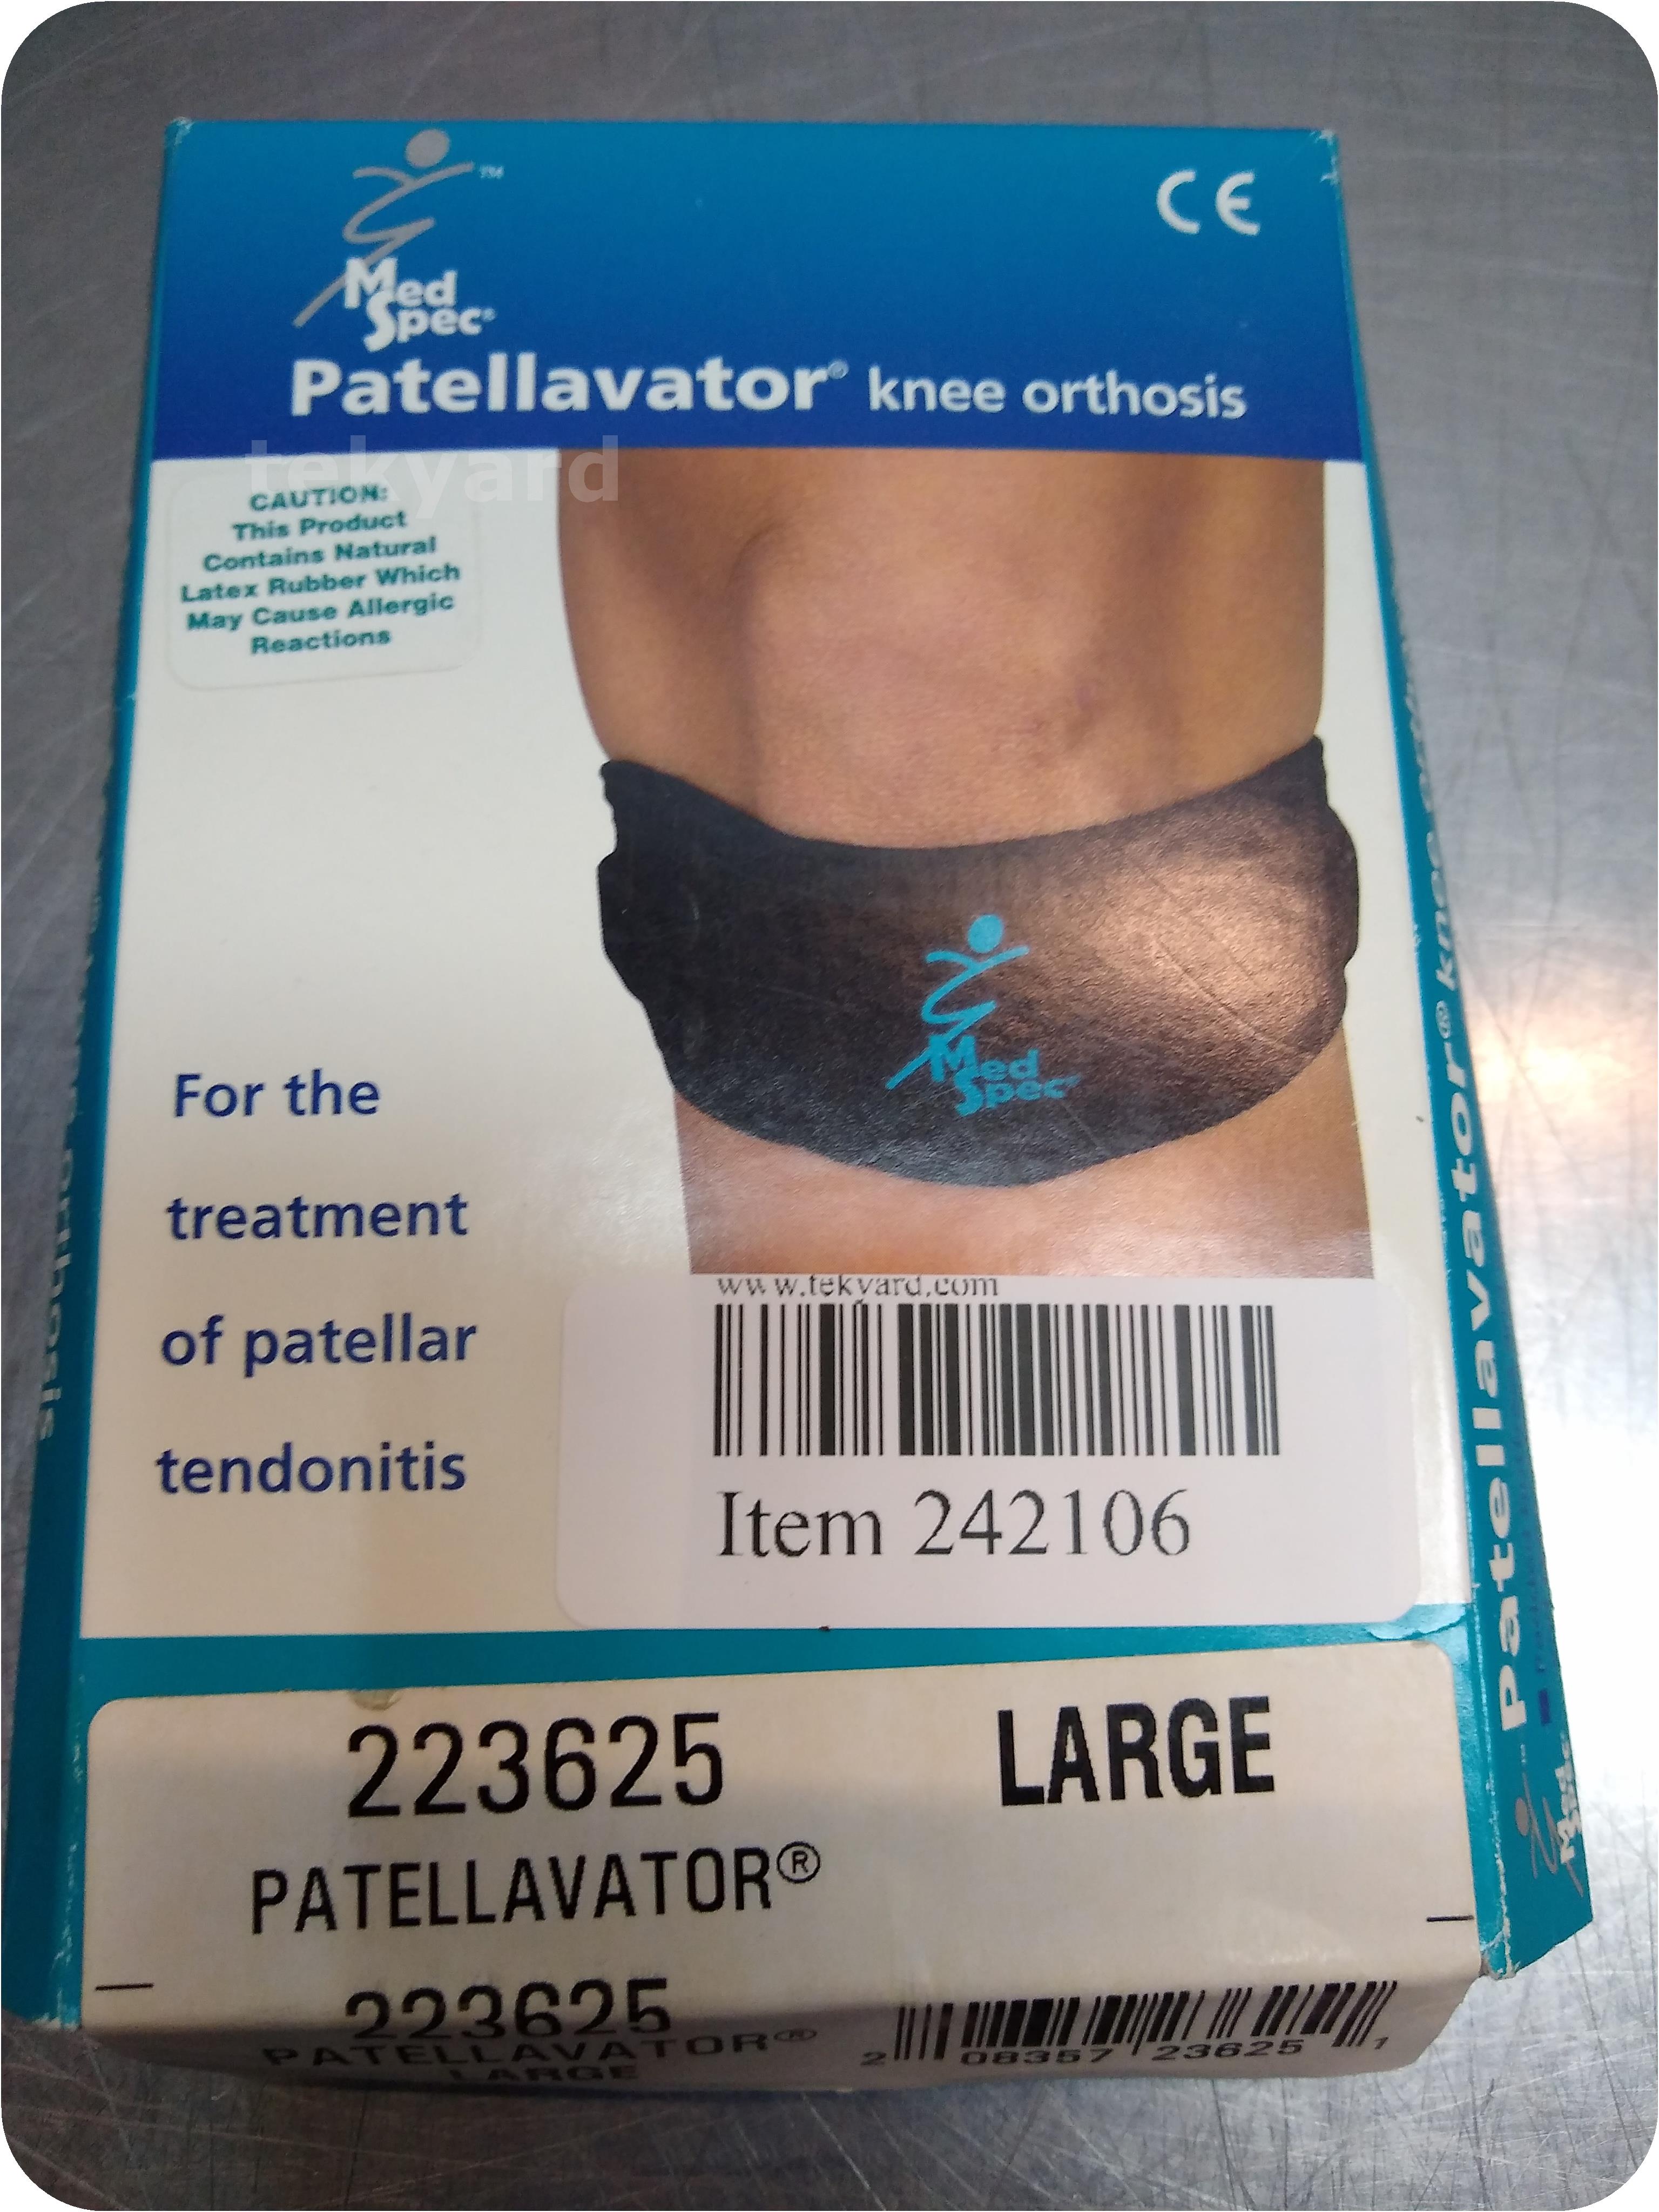 ™
Med
Spec®
CE
Patellavator® knee orthosis
tekyard
CAUTION:
This Product
Contains Natural
Latex Rubber Which
May Cause Allergic
Reactions
Med
Spec®
For the
treatment
of patellar
tendonitis
www.tekyard.com
Item 242106
223625 LARGE
PATELLAVATOR®
223625
PATELLAVATOR®
LARGE
2 08357 23625 1
Patellavator® knee
Med
orthosis